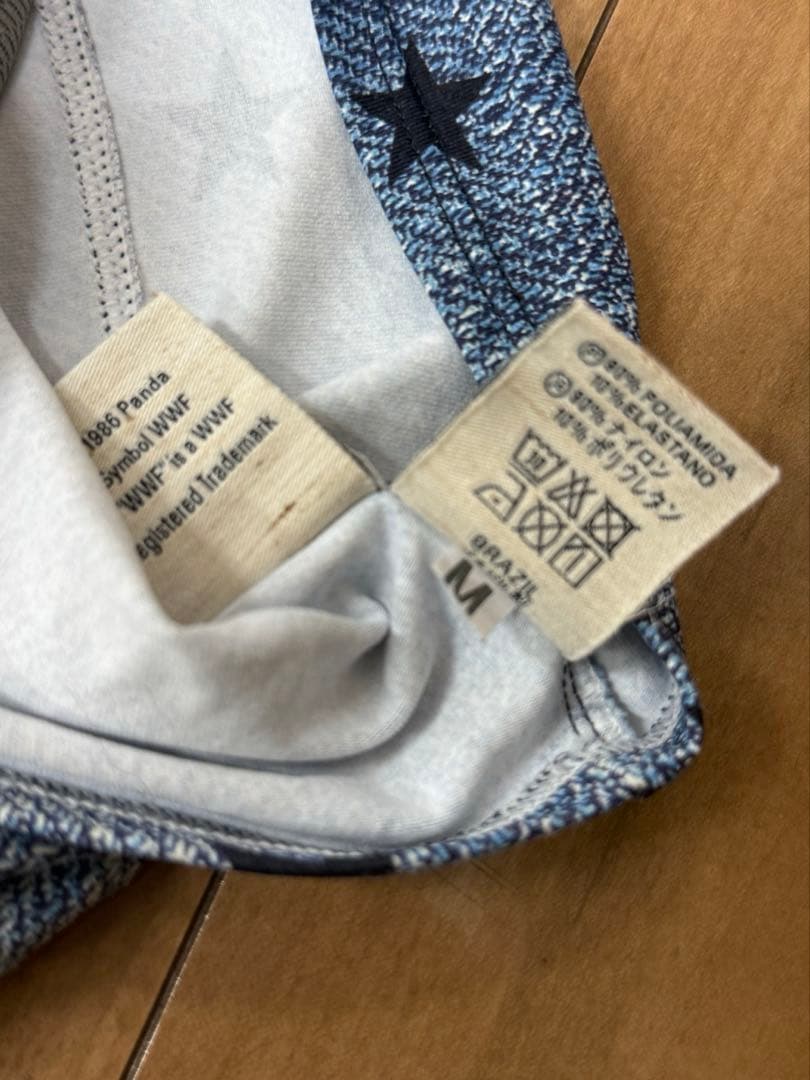 1986 Panda
Symbol WWF
"WWF" is a WWF
Registered Trademark
90% POLIAMIDA
10% ELASTANO
90% ナイロン
10% ポリウレタン
30
BRAZIL
M